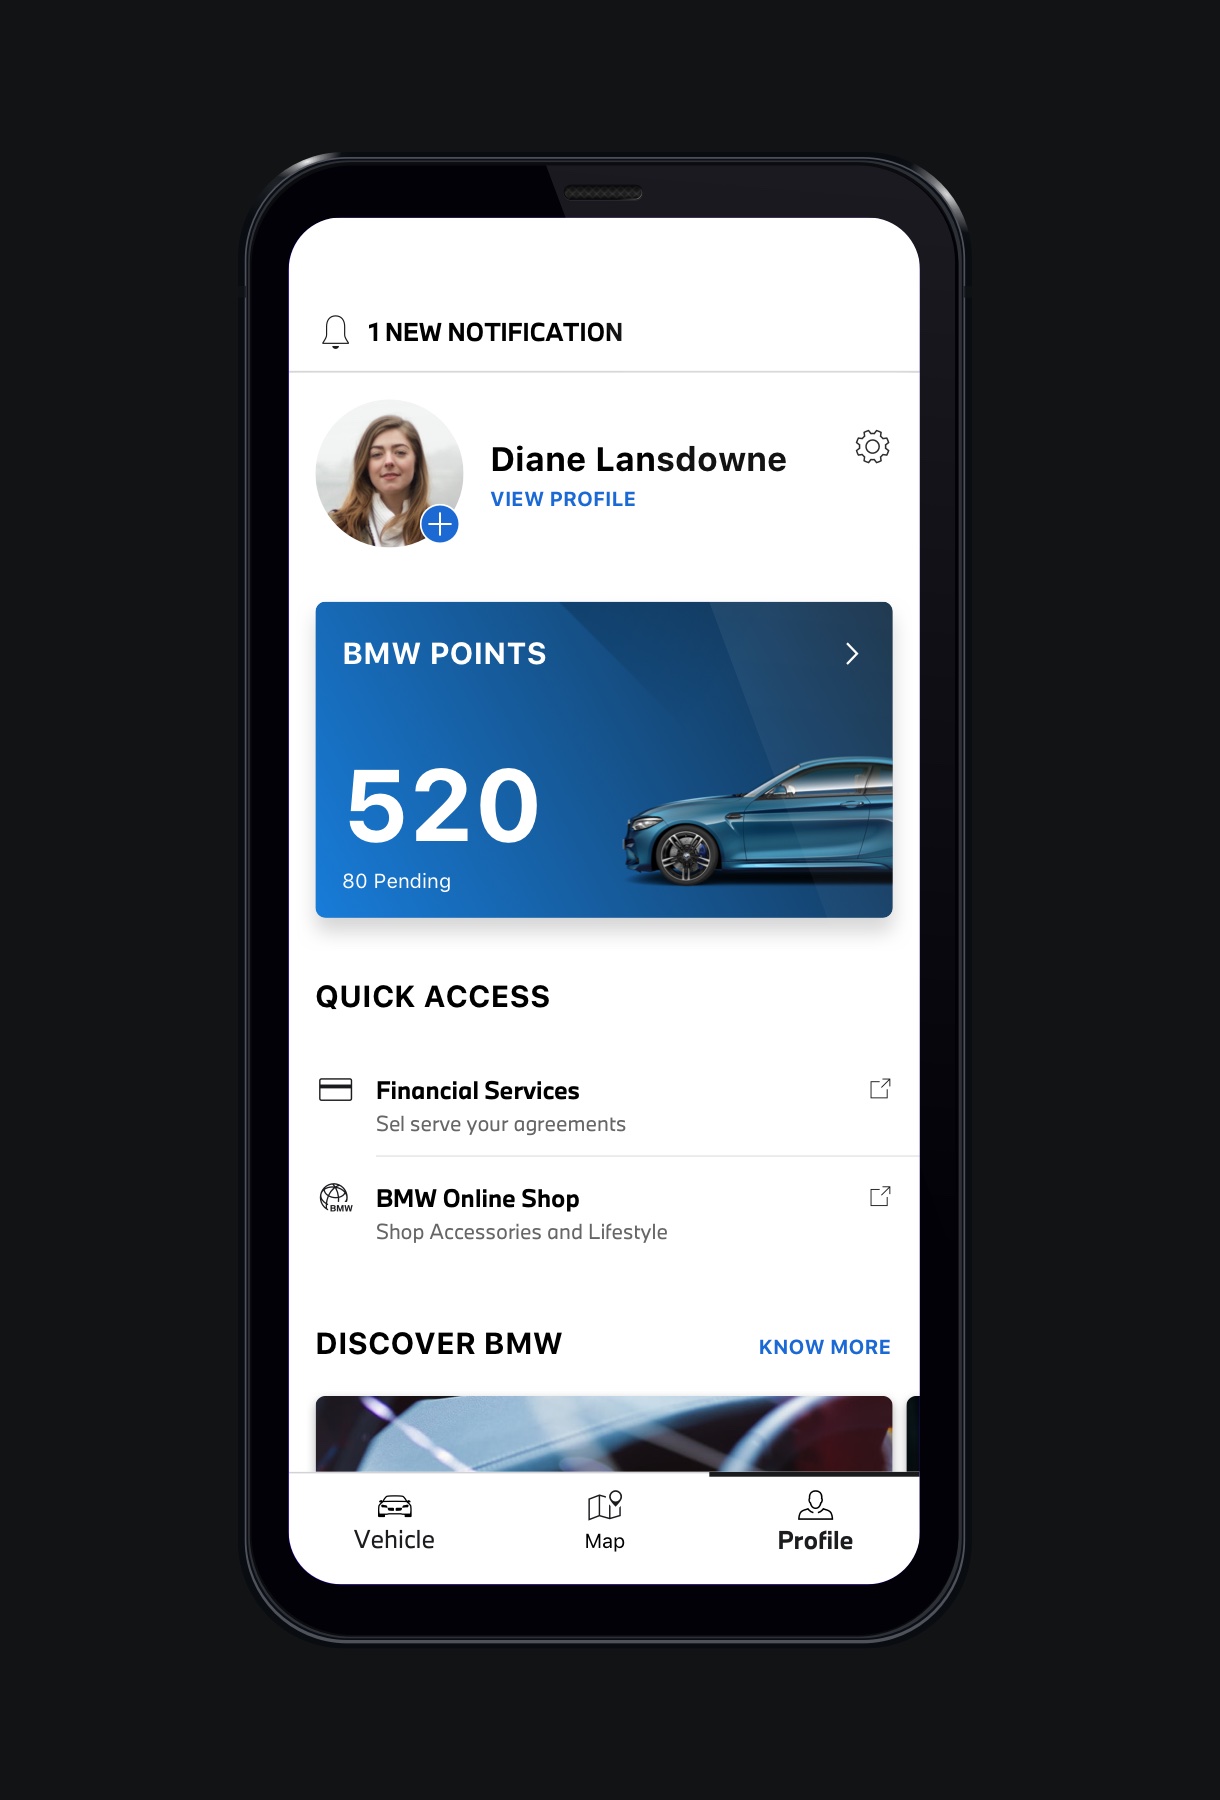 1 NEW NOTIFICATION
Diane Lansdowne
VIEW PROFILE
BMW POINTS
520
80 Pending
QUICK ACCESS
Financial Services
Sel serve your agreements
BMW
BMW Online Shop
Shop Accessories and Lifestyle
DISCOVER BMW
KNOW MORE
Vehicle
Map
Profile